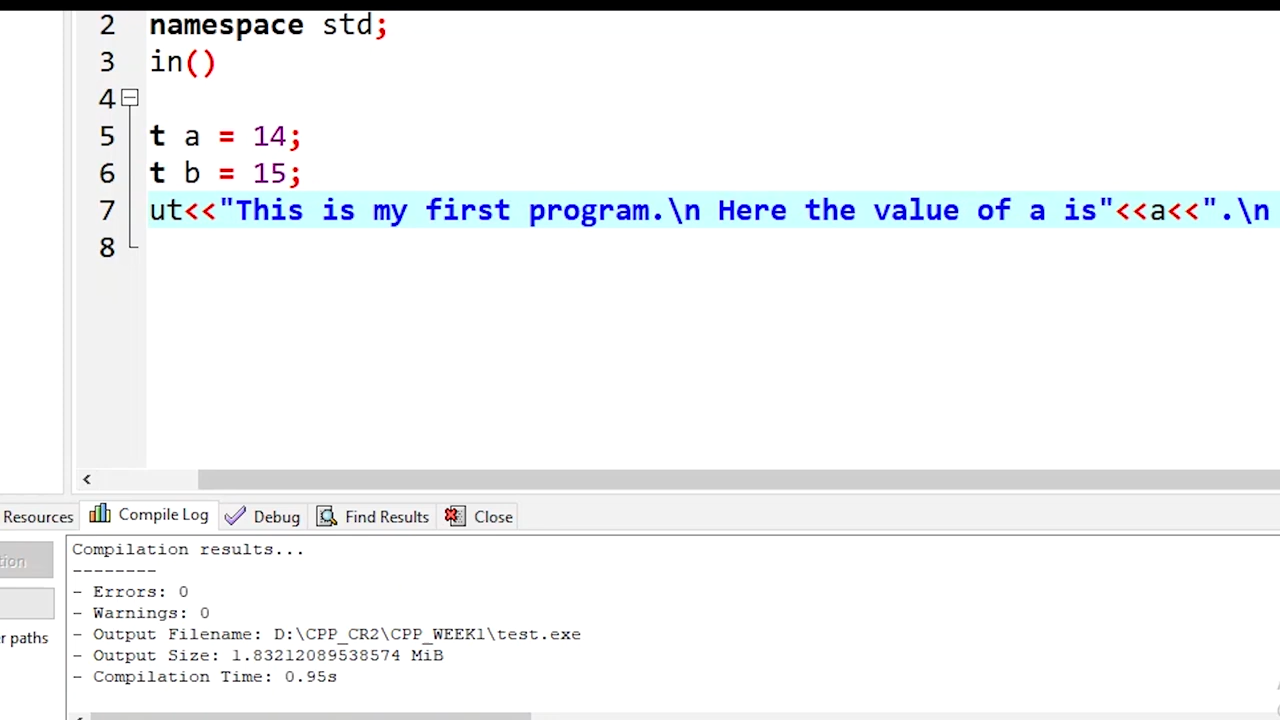 2 namespace std;
3 in()
4
5 t a = 14;
6 t b = 15;
7 ut<<"This is my first program.\n Here the value of a is"<<a<<".\n
8
Resources Compile Log Debug Find Results Close
tion
r paths
Compilation results...
--------
- Errors: 0
- Warnings: 0
- Output Filename: D:\CPP_CR2\CPP_WEEK1\test.exe
- Output Size: 1.83212089538574 MiB
- Compilation Time: 0.95s